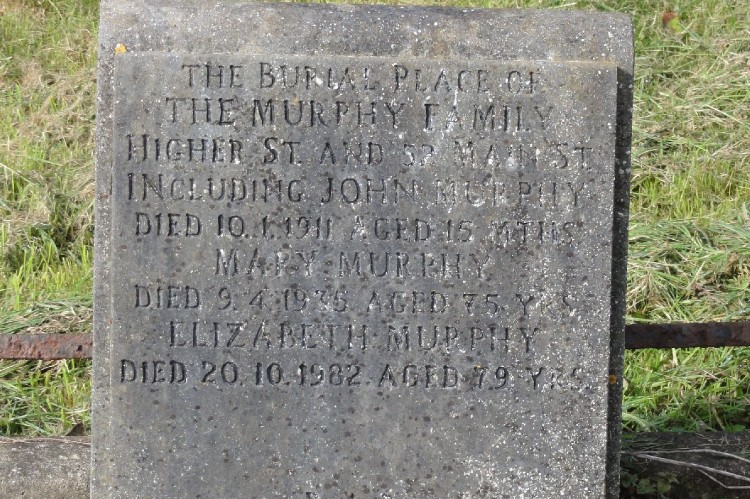 THE BURIAL PLACE OF
THE MURPHY FAMILY
HIGHER ST. AND 53 MAIN ST.
INCLUDING JOHN MURPHY
DIED 10.1.1911 AGED 15 MTHS
MARY MURPHY
DIED 9.4.1935 AGED 75 YRS.
ELIZABETH MURPHY
DIED 20.10.1982 AGED 79 YRS.